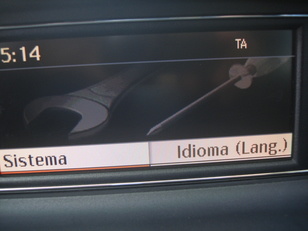 5:14 TA
Sistema Idioma (Lang.)